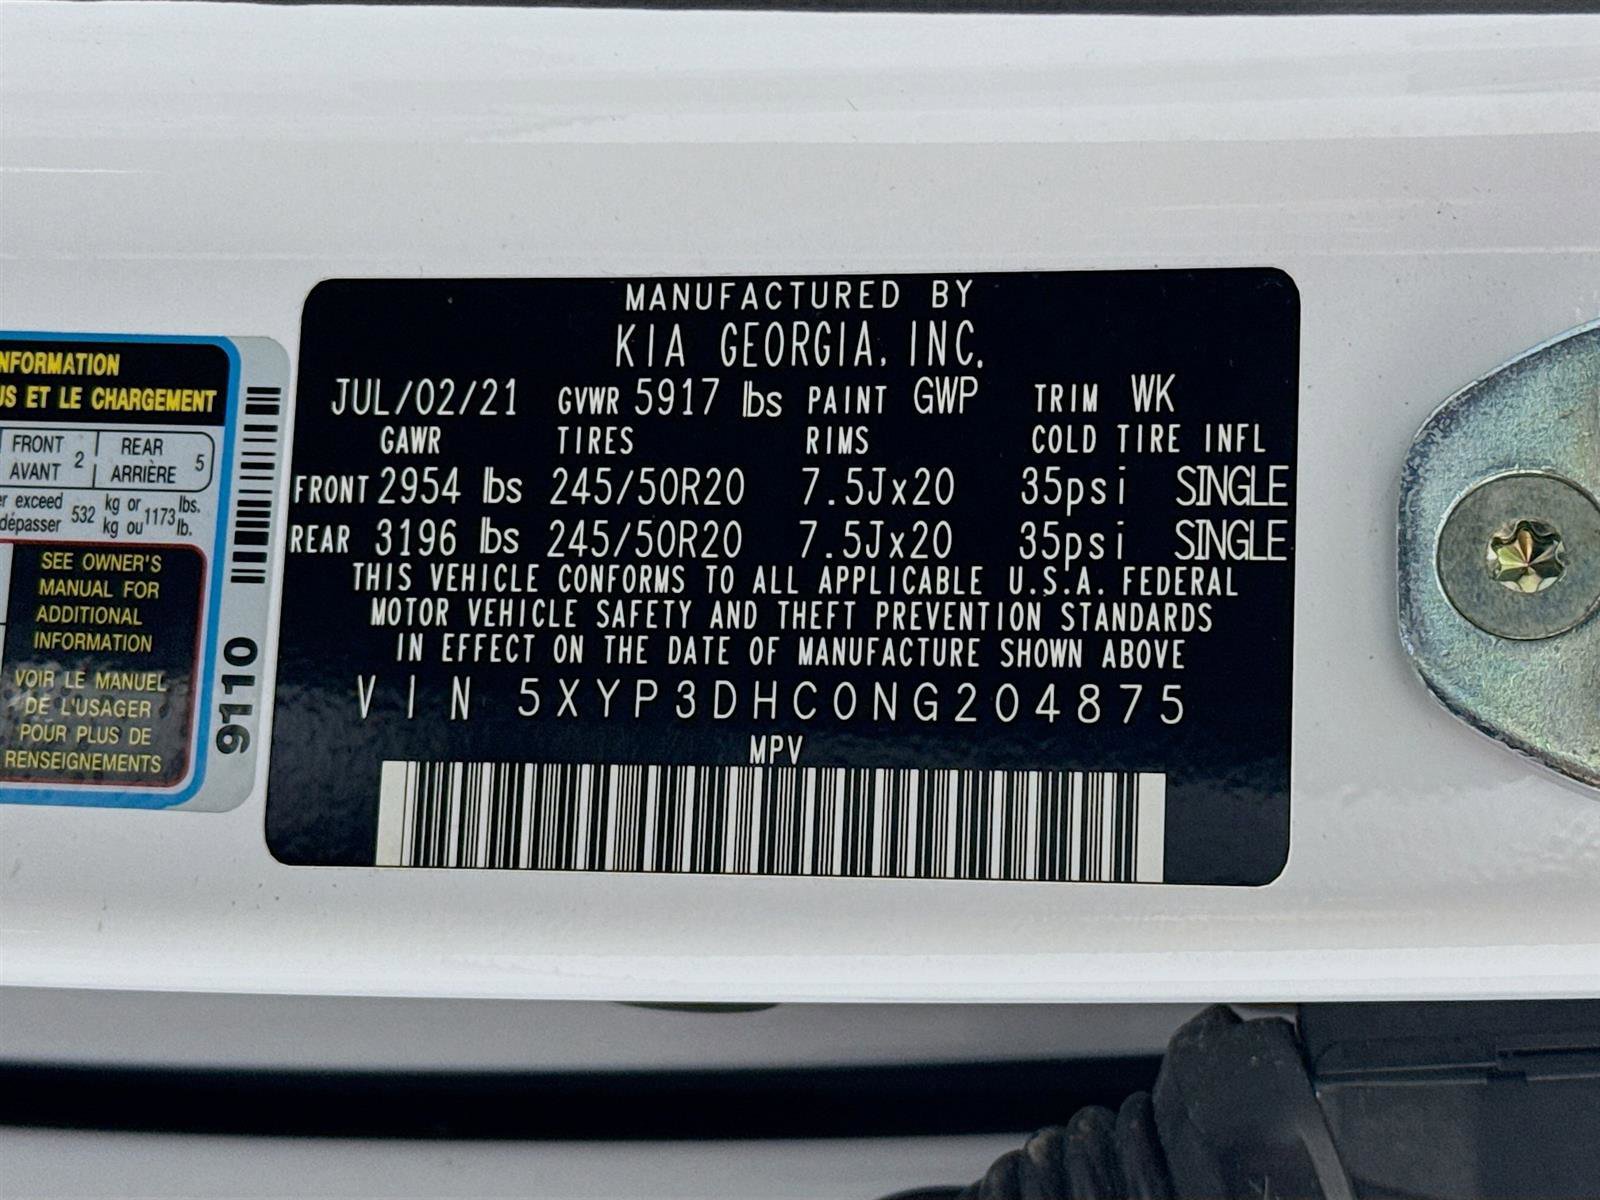 MANUFACTURED BY
KIA GEORGIA, INC.
JUL/02/21 GVWR 5917 lbs PAINT GWP TRIM WK
GAWR TIRES RIMS COLD TIRE INFL
FRONT 2954 lbs 245/50R20 7.5Jx20 35psi SINGLE
REAR 3196 lbs 245/50R20 7.5Jx20 35psi SINGLE
THIS VEHICLE CONFORMS TO ALL APPLICABLE U.S.A. FEDERAL
MOTOR VEHICLE SAFETY AND THEFT PREVENTION STANDARDS
IN EFFECT ON THE DATE OF MANUFACTURE SHOWN ABOVE
VIN 5XYP3DHC0NG204875
MPV
ET LE CHARGEMENT
FRONT 2 REAR 5
AVANT ARRIÈRE
exceed 532 kg or 1173 lbs.
dépasser kg ou lb.
SEE OWNER'S
MANUAL FOR
ADDITIONAL
INFORMATION
VOIR LE MANUEL
DE L'USAGER
POUR PLUS DE
RENSEIGNEMENTS
9110